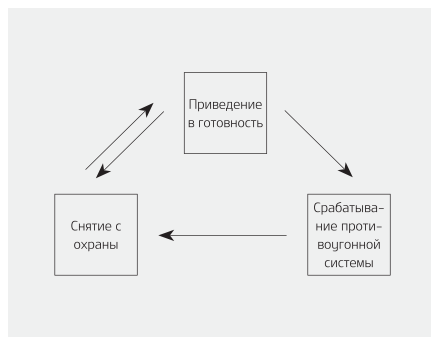 Приведение
в готовность
Снятие с
охраны
Срабатыва-
ние проти-
воугонной
системы